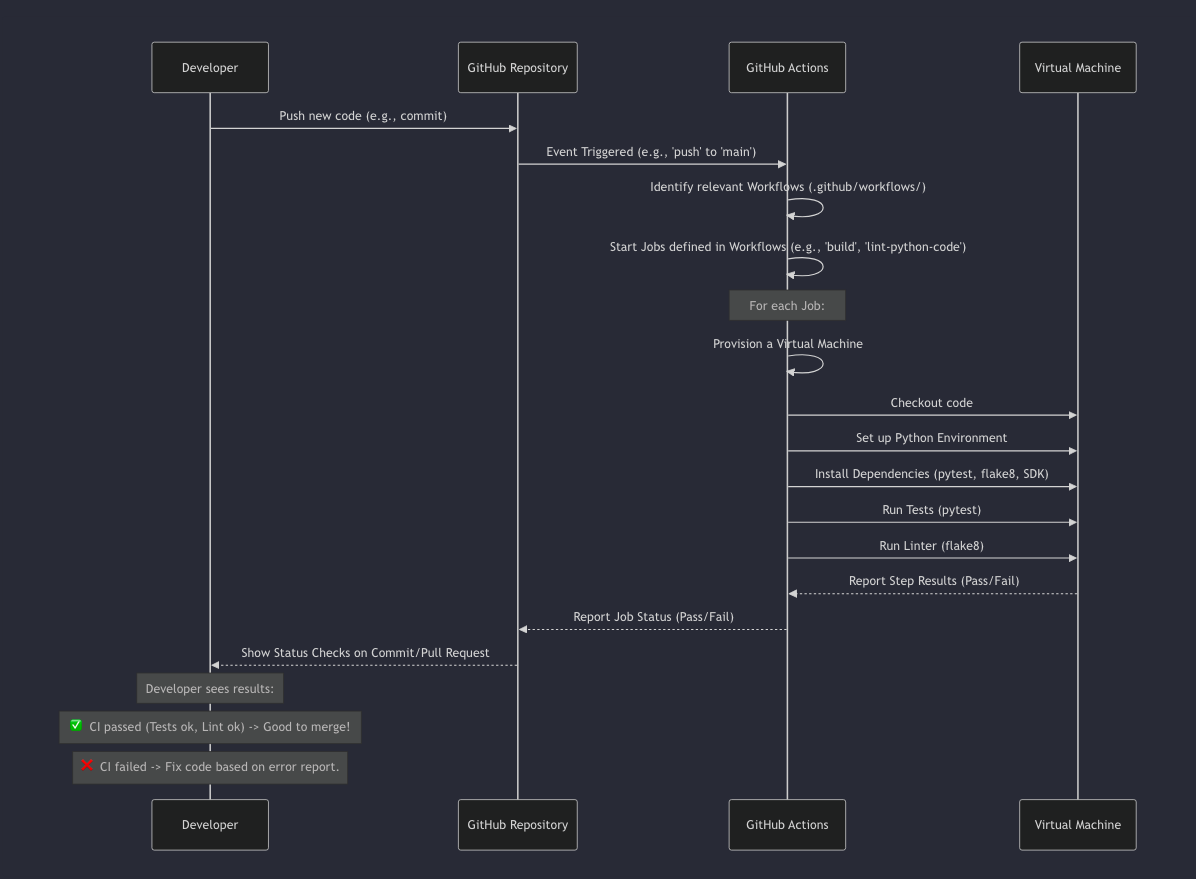 Developer
GitHub Repository
GitHub Actions
Virtual Machine
Push new code (e.g., commit)
Event Triggered (e.g., 'push' to 'main')
Identify relevant Workflows (.github/workflows/)
Start Jobs defined in Workflows (e.g., 'build', 'lint-python-code')
For each Job:
Provision a Virtual Machine
Checkout code
Set up Python Environment
Install Dependencies (pytest, flake8, SDK)
Run Tests (pytest)
Run Linter (flake8)
Report Step Results (Pass/Fail)
Report Job Status (Pass/Fail)
Show Status Checks on Commit/Pull Request
Developer sees results:
✅ CI passed (Tests ok, Lint ok) -> Good to merge!
❌ CI failed -> Fix code based on error report.
Developer
GitHub Repository
GitHub Actions
Virtual Machine